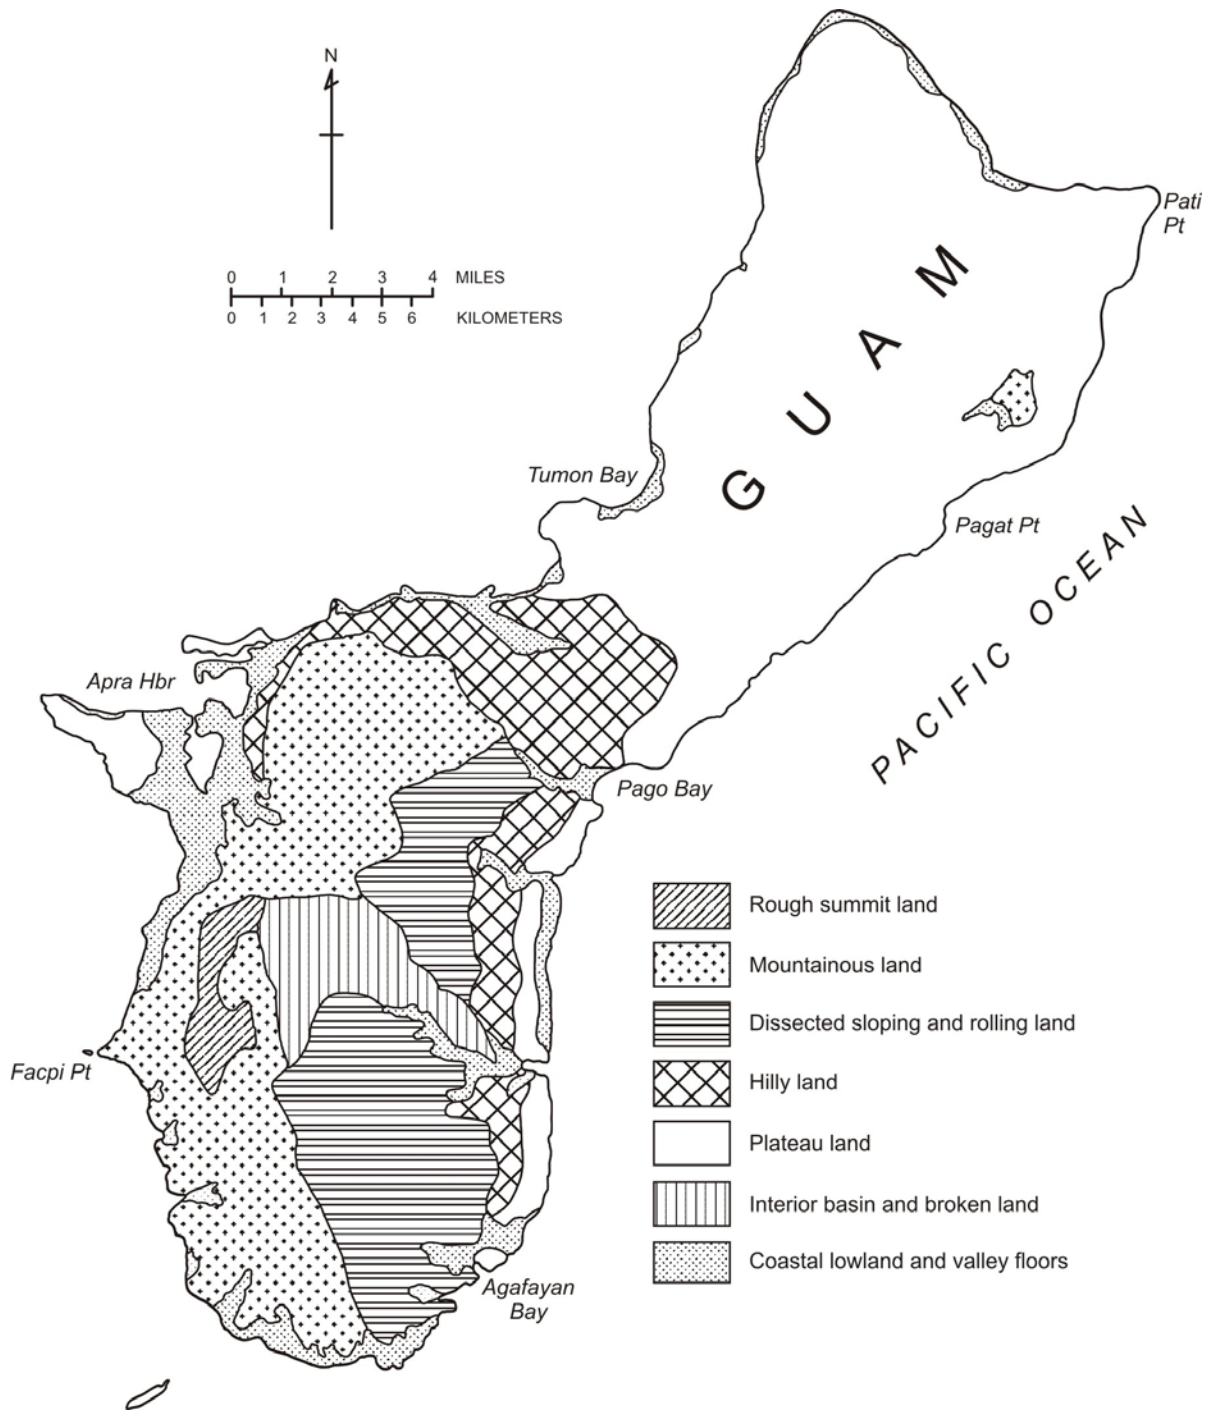 N
0 1 2 3 4 MILES
0 1 2 3 4 5 6 KILOMETERS
Pati
Pt
GUAM
Tumon Bay
Pagat Pt
PACIFIC OCEAN
Apra Hbr
Pago Bay
Facpi Pt
Agafayan
Bay
Rough summit land
Mountainous land
Dissected sloping and rolling land
Hilly land
Plateau land
Interior basin and broken land
Coastal lowland and valley floors